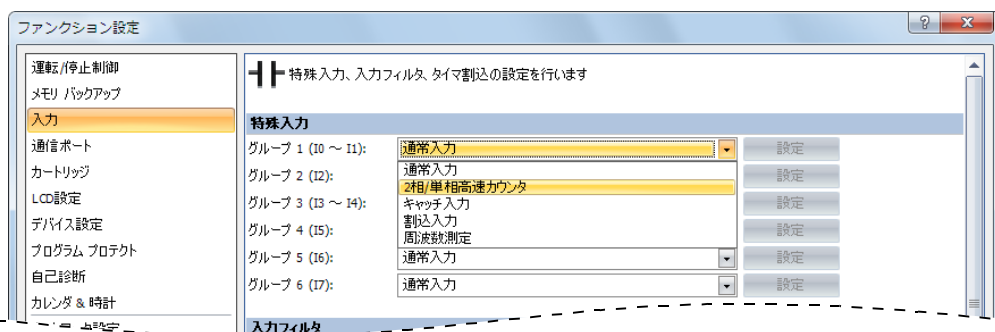 ファンクション設定
運転/停止制御
メモリ バックアップ
入力
通信ポート
カートリッジ
LCD設定
デバイス設定
プログラム プロテクト
自己診断
カレンダ & 時計
特殊入力、入力フィルタ、タイマ割込の設定を行います
特殊入力
グループ 1 (I0 ～ I1): 通常入力 設定
通常入力
2相/単相高速カウンタ
キャッチ入力
割込入力
周波数測定
グループ 2 (I2): 設定
グループ 3 (I3 ～ I4): 設定
グループ 4 (I5): 設定
グループ 5 (I6): 通常入力 設定
グループ 6 (I7): 通常入力 設定
入力フィルタ